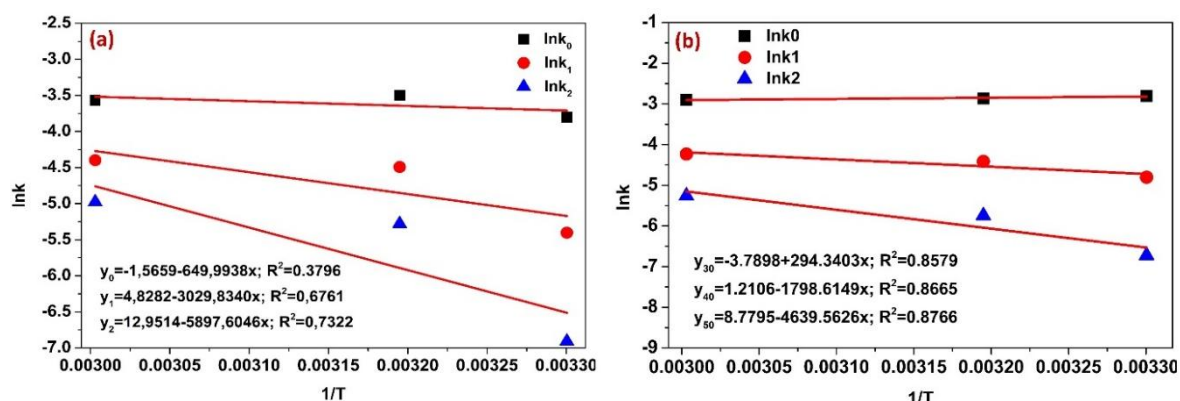 (a)
lnk₀
lnk₁
lnk₂
-2.5
-3.0
-3.5
-4.0
-4.5
-5.0
-5.5
-6.0
-6.5
-7.0
lnk
y₀=-1,5659-649,9938x; R²=0.3796
y₁=4,8282-3029,8340x; R²=0,6761
y₂=12,9514-5897,6046x; R²=0,7322
0.00300 0.00305 0.00310 0.00315 0.00320 0.00325 0.00330
1/T
(b)
lnk0
lnk1
lnk2
-1
-2
-3
-4
-5
-6
-7
-8
-9
lnk
y₃₀=-3.7898+294.3403x; R²=0.8579
y₄₀=1.2106-1798.6149x; R²=0.8665
y₅₀=8.7795-4639.5626x; R²=0.8766
0.00300 0.00305 0.00310 0.00315 0.00320 0.00325 0.00330
1/T